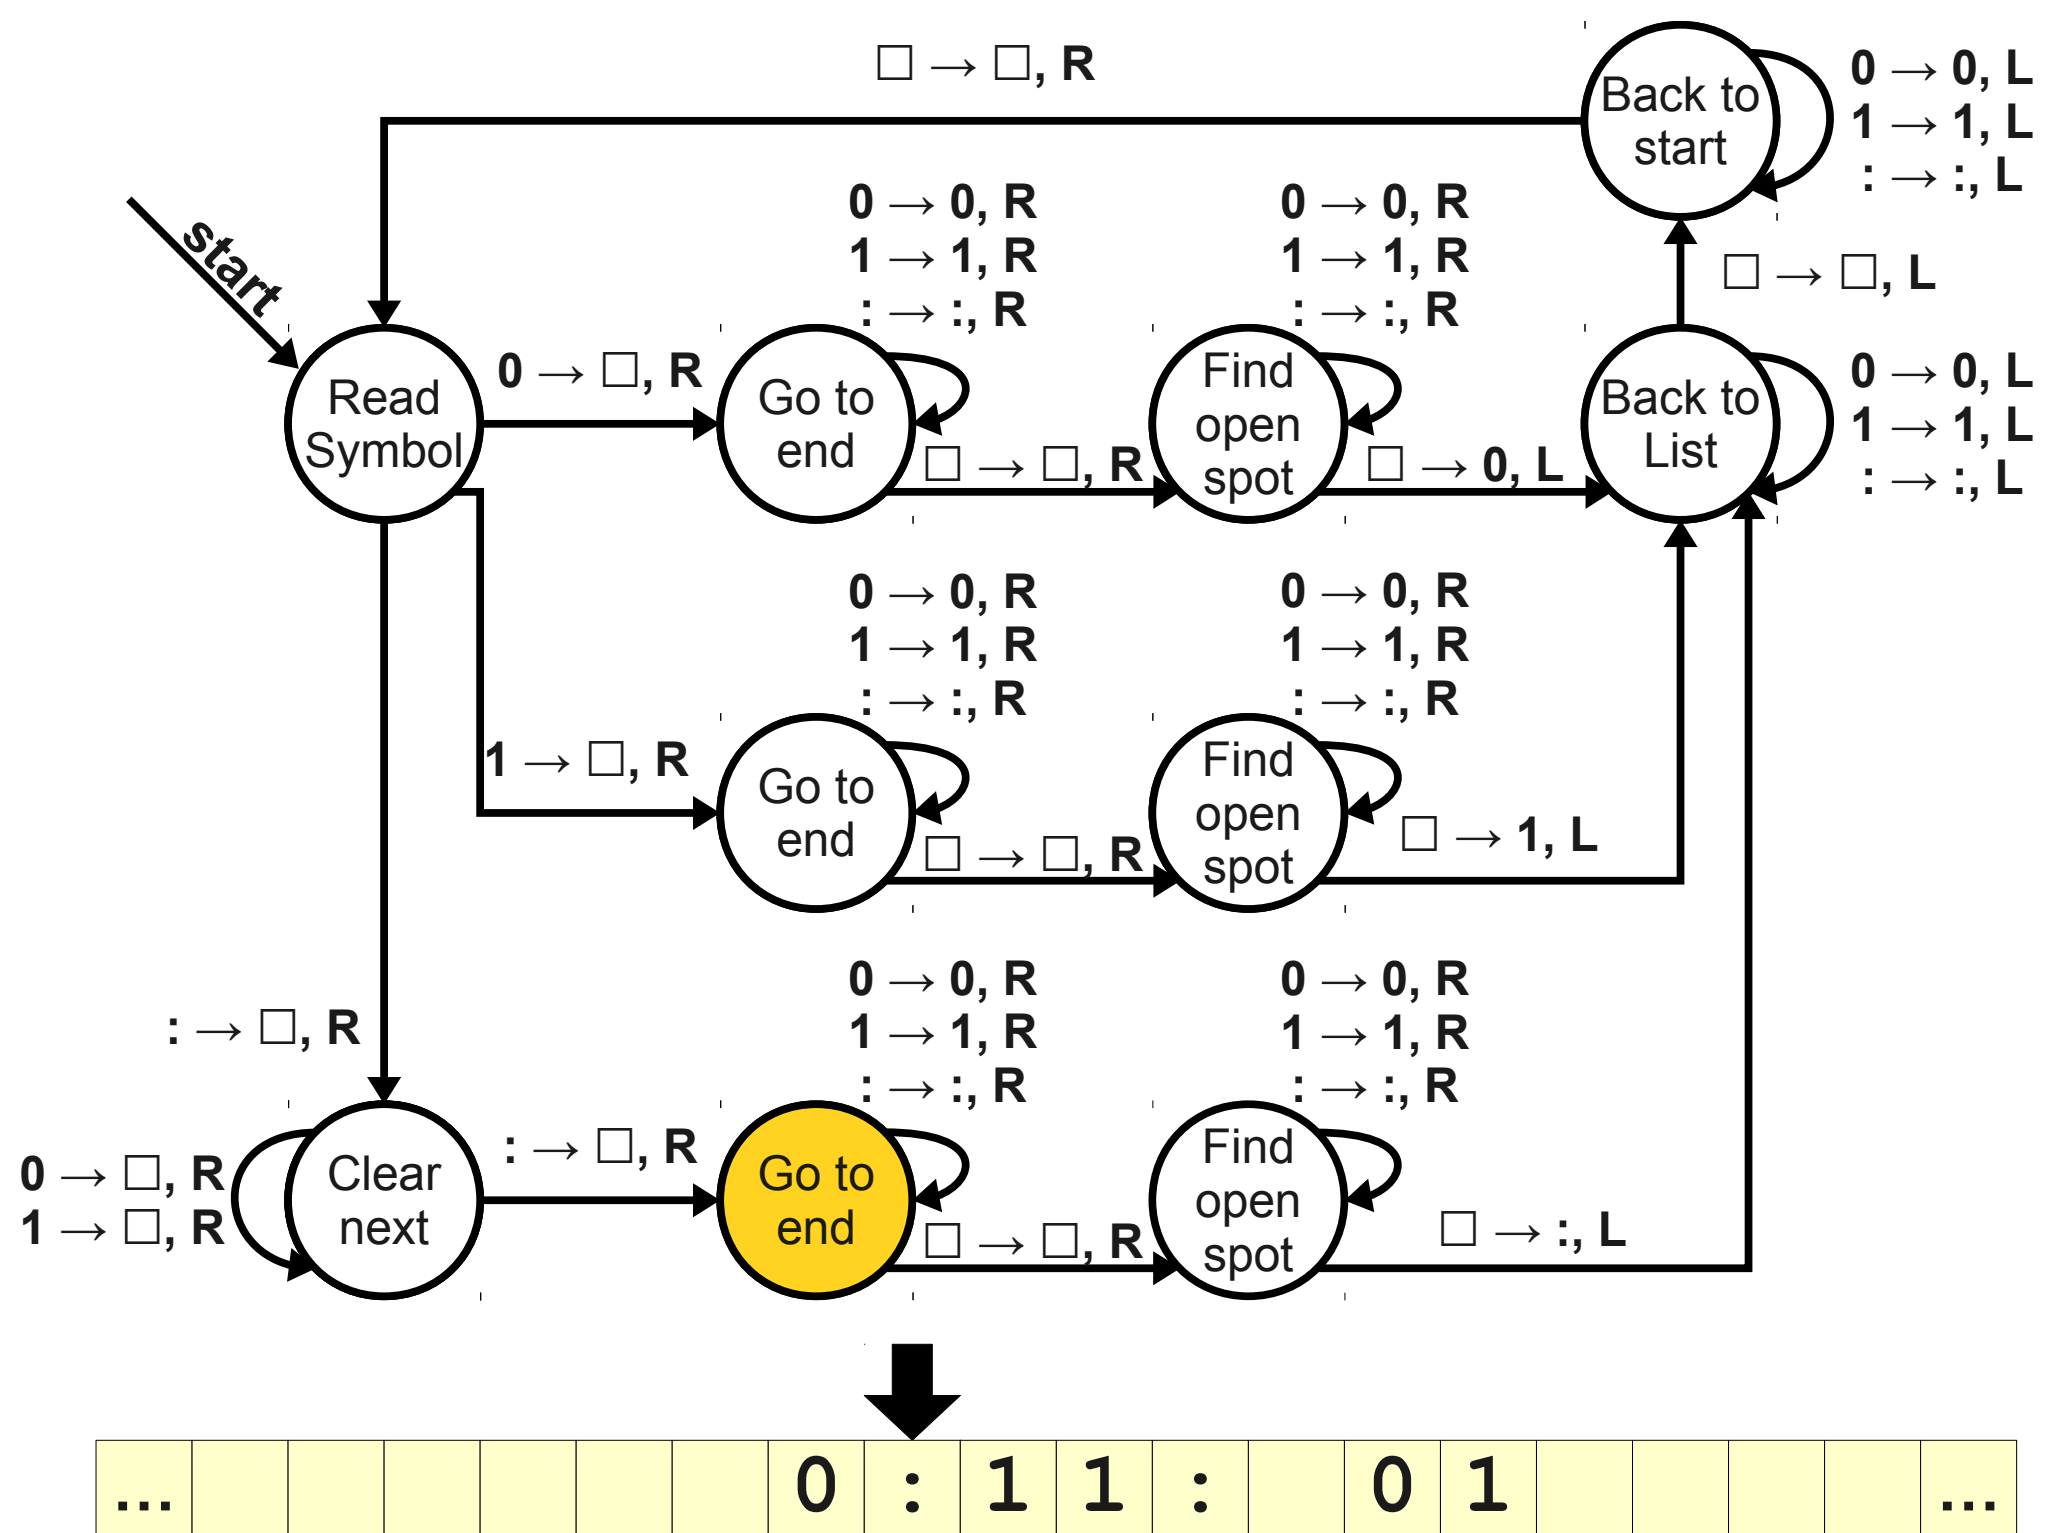 □ → □, R
Back to
start
0 → 0, L
1 → 1, L
: → :, L
start
0 → 0, R
1 → 1, R
: → :, R
0 → 0, R
1 → 1, R
: → :, R
□ → □, L
Read
Symbol
0 → □, R
Go to
end
□ → □, R
Find
open
spot
□ → 0, L
Back to
List
0 → 0, L
1 → 1, L
: → :, L
0 → 0, R
1 → 1, R
: → :, R
0 → 0, R
1 → 1, R
: → :, R
1 → □, R
Go to
end
□ → □, R
Find
open
spot
□ → 1, L
0 → 0, R
1 → 1, R
: → :, R
0 → 0, R
1 → 1, R
: → :, R
: → □, R
0 → □, R
1 → □, R
Clear
next
: → □, R
Go to
end
□ → □, R
Find
open
spot
□ → :, L
... 0 : 1 1 : 0 1 ...